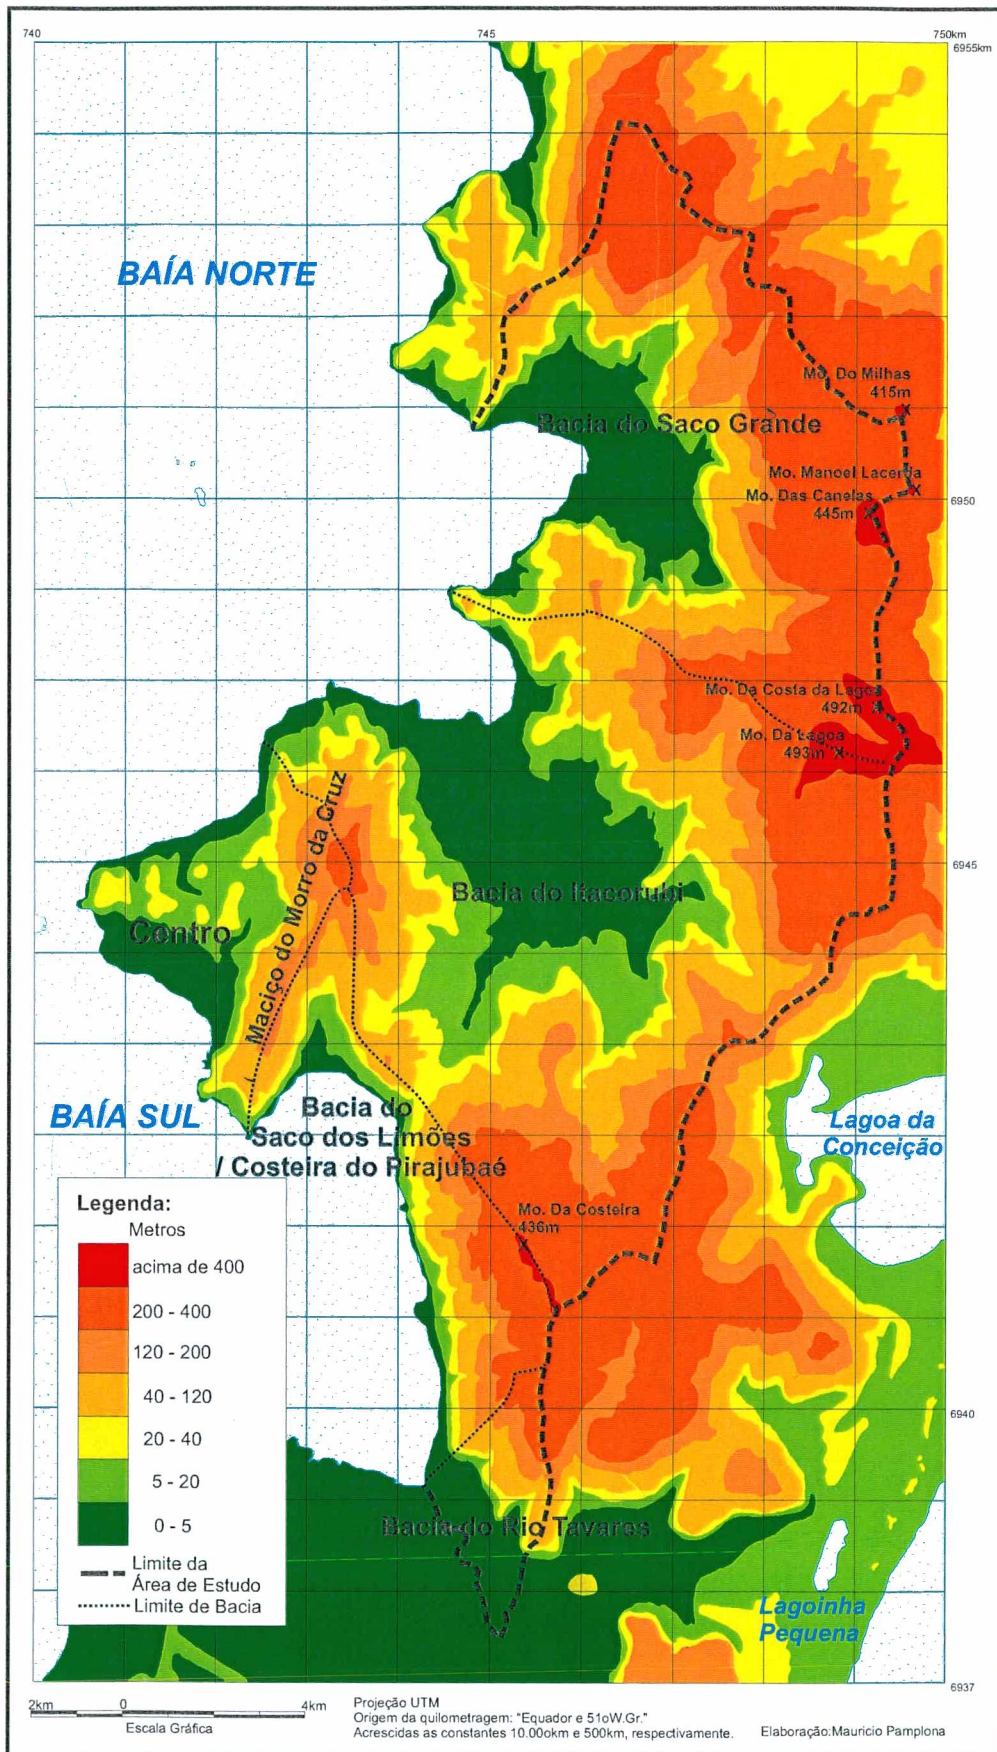 740
745
750km
6955km
BAÍA NORTE
Mo. Do Milhas
415m
Bacia do Saco Grande
Mo. Manoel Lacerda
Mo. Das Canelas
445m
6950
Mo. Da Costa da Lagoa
492m
Mo. Da Lagoa
493m
Maciço do Morro da Cruz
6945
Bacia do Itacorubi
Centro
BAÍA SUL
Bacia do
Saco dos Limões
/ Costeira do Pirajubaé
Lagoa da
Conceição
Mo. Da Costeira
436m
Legenda:
Metros
acima de 400
200 - 400
120 - 200
40 - 120
20 - 40
5 - 20
0 - 5
Limite da
Área de Estudo
Limite de Bacia
6940
Bacia do Rio Tavares
Lagoinha
Pequena
6937
2km 0 4km
Escala Gráfica
Projeção UTM
Origem da quilometragem: "Equador e 51oW.Gr."
Acrescidas as constantes 10.00okm e 500km, respectivamente.
Elaboração:Mauricio Pamplona